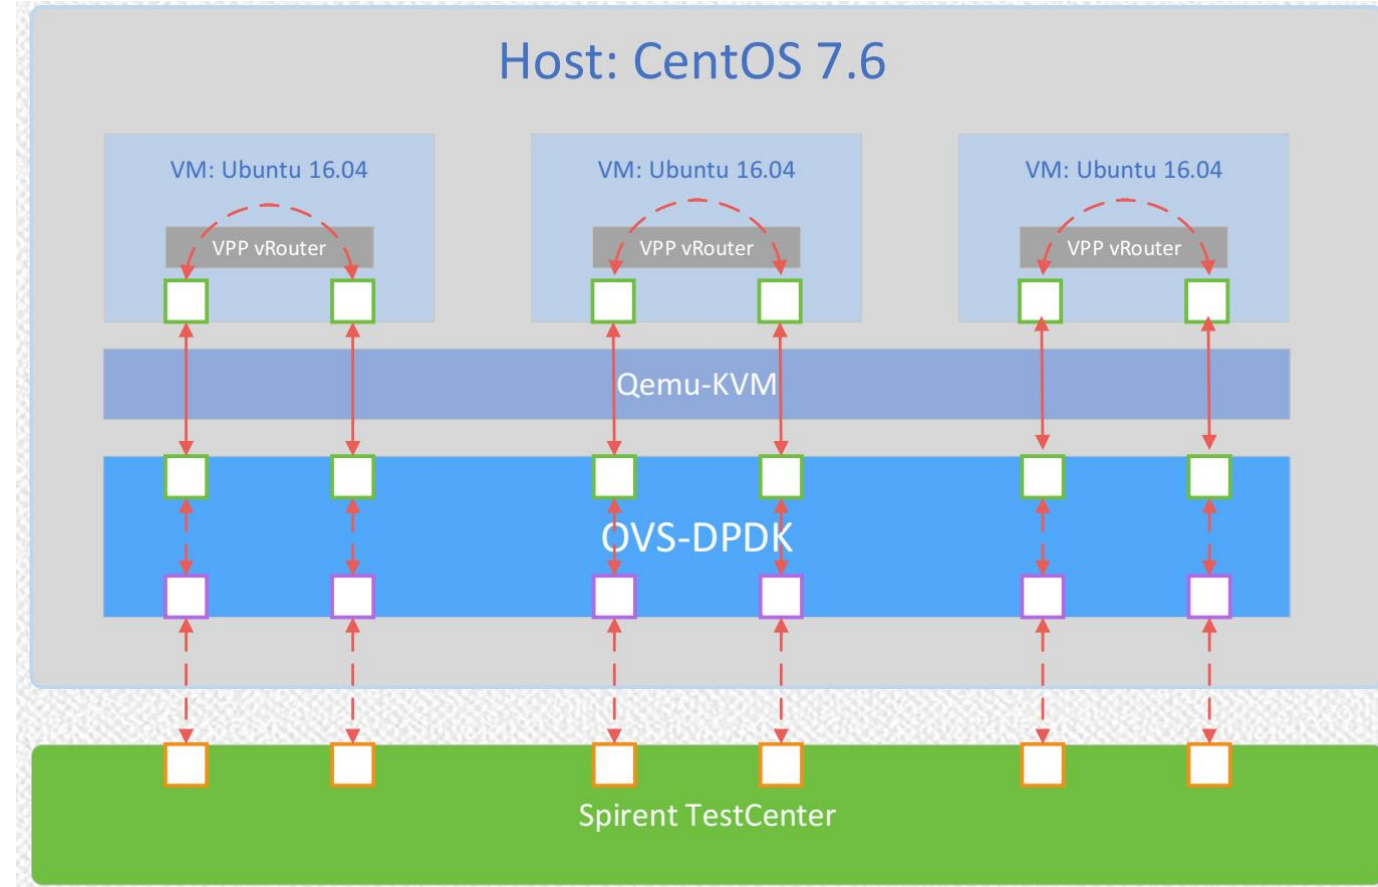 Host: CentOS 7.6
VM: Ubuntu 16.04
VM: Ubuntu 16.04
VM: Ubuntu 16.04
VPP vRouter
VPP vRouter
VPP vRouter
Qemu-KVM
OVS-DPDK
Spirent TestCenter